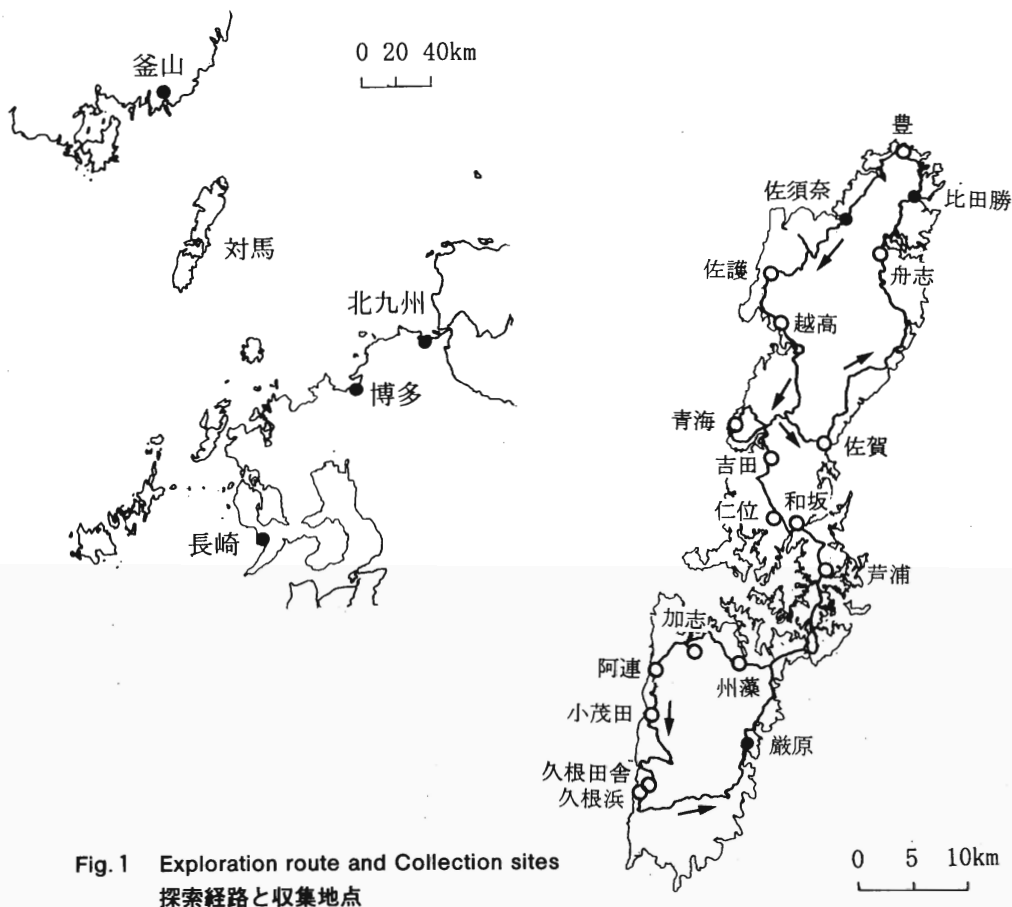 0 20 40km
釜山
対馬
北九州
博多
長崎
豊
佐須奈
比田勝
佐護
舟志
越高
青海
佐賀
吉田
仁位
和坂
芦浦
加志
阿連
州藻
小茂田
厳原
久根田舎
久根浜
0 5 10km
Fig. 1 Exploration route and Collection sites
探索経路と収集地点